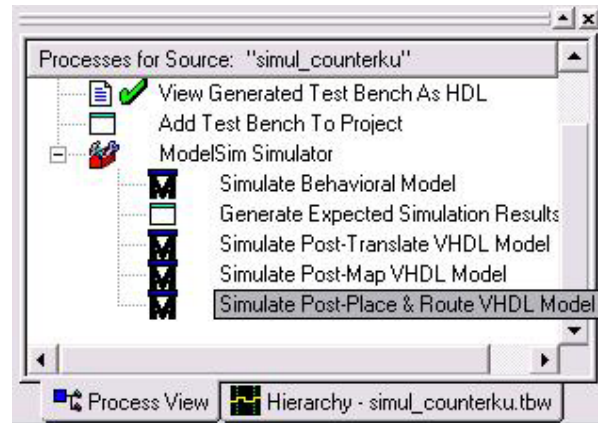 Processes for Source: "simul_counterku"
View Generated Test Bench As HDL
Add Test Bench To Project
ModelSim Simulator
Simulate Behavioral Model
Generate Expected Simulation Results
Simulate Post-Translate VHDL Model
Simulate Post-Map VHDL Model
Simulate Post-Place & Route VHDL Model
Process View Hierarchy - simul_counterku.tbw